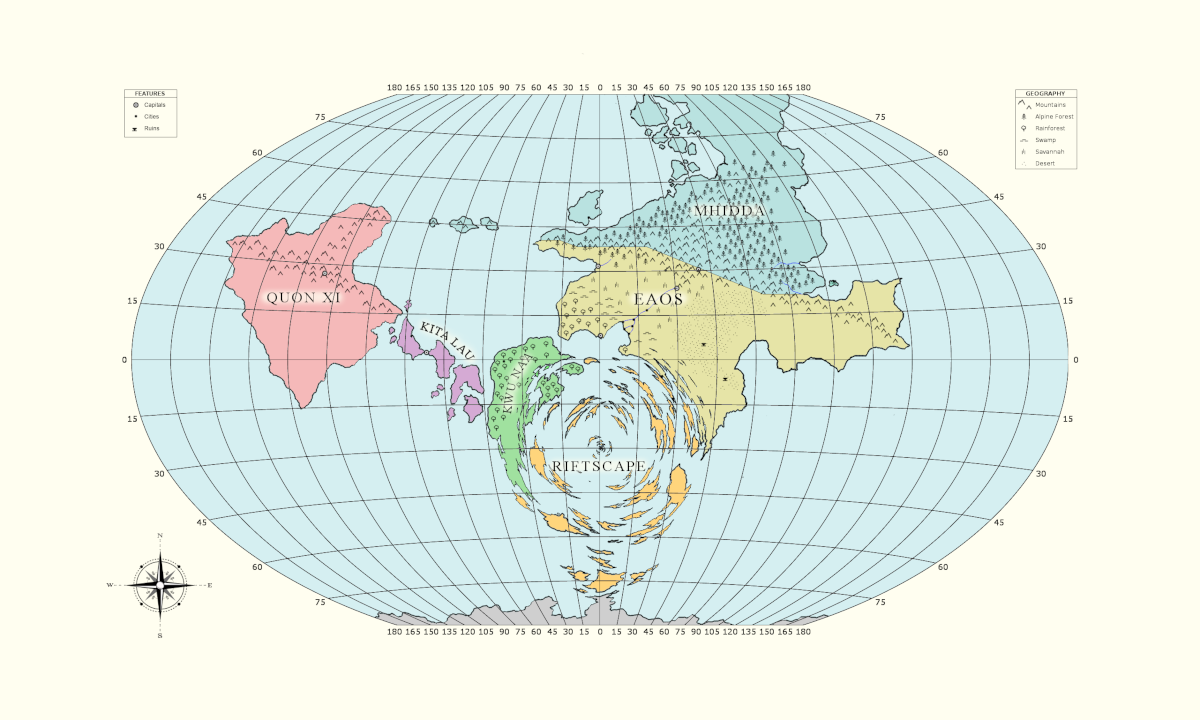 180 165 150 135 120 105 90 75 60 45 30 15 0 15 30 45 60 75 90 105 120 135 150 165 180
FEATURES
Capitals
Cities
Ruins
GEOGRAPHY
Mountains
Alpine Forest
Rainforest
Swamp
Savannah
Desert
75 75
60 60
45 45
MHIDDA
30 30
QUON XI
EAOS
15 15
KITA LAU
0 0
KWU NAI
15 15
RIFTSCAPE
30 30
45 45
N
60 60
W E
75 75
S
180 165 150 135 120 105 90 75 60 45 30 15 0 15 30 45 60 75 90 105 120 135 150 165 180